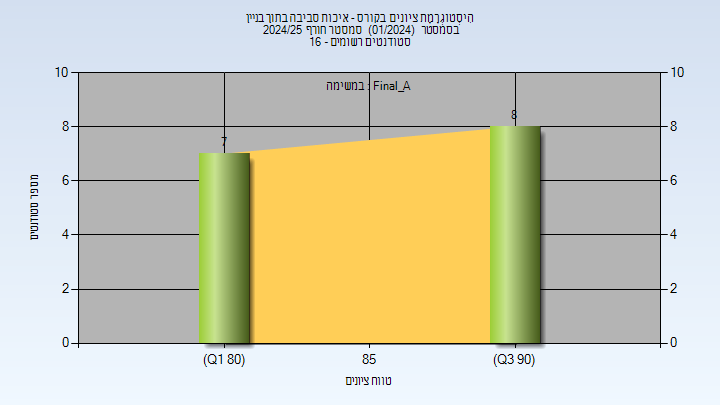 היסטוגרמת ציונים בקורס - איכות סביבה בתוך בניין
בסמסטר (01/2024) סמסטר חורף 2024/25
סטודנטים רשומים - 16
במשימה : Final_A
10 10
8 8
8
7
6 6
4 4
2 2
0 0
מספר סטודנטים
(Q1 80) 85 (Q3 90)
טווח ציונים